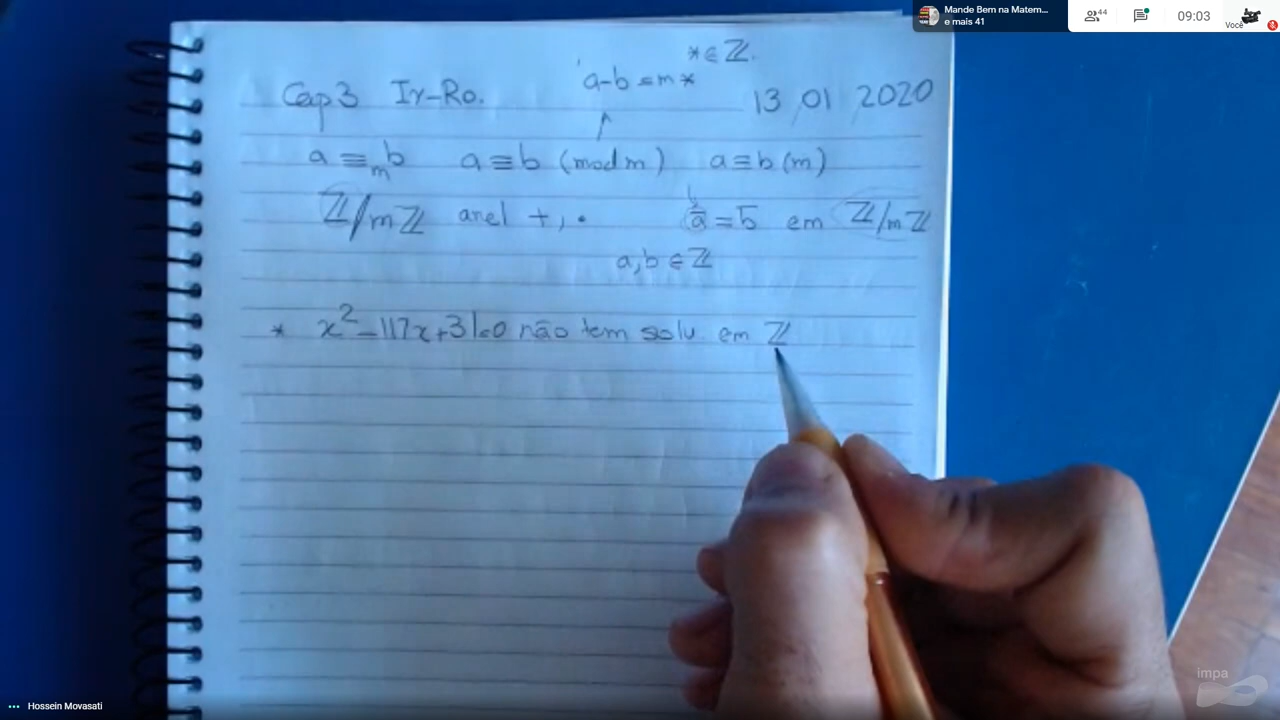 Mande Bem na Matem...
e mais 41
44
09:03
Você
* ∈ ℤ.
a-b = m *
Cap 3 Ir-Ro. 13 01 2020
a ≡ₘ b a ≡ b (mod m) a ≡ b (m)
ℤ/mℤ anel +, • ā = b̄ em ℤ/mℤ
a, b ∈ ℤ
* x² - 117x + 31 = 0 não tem solu. em ℤ
impa
Hossein Movasati